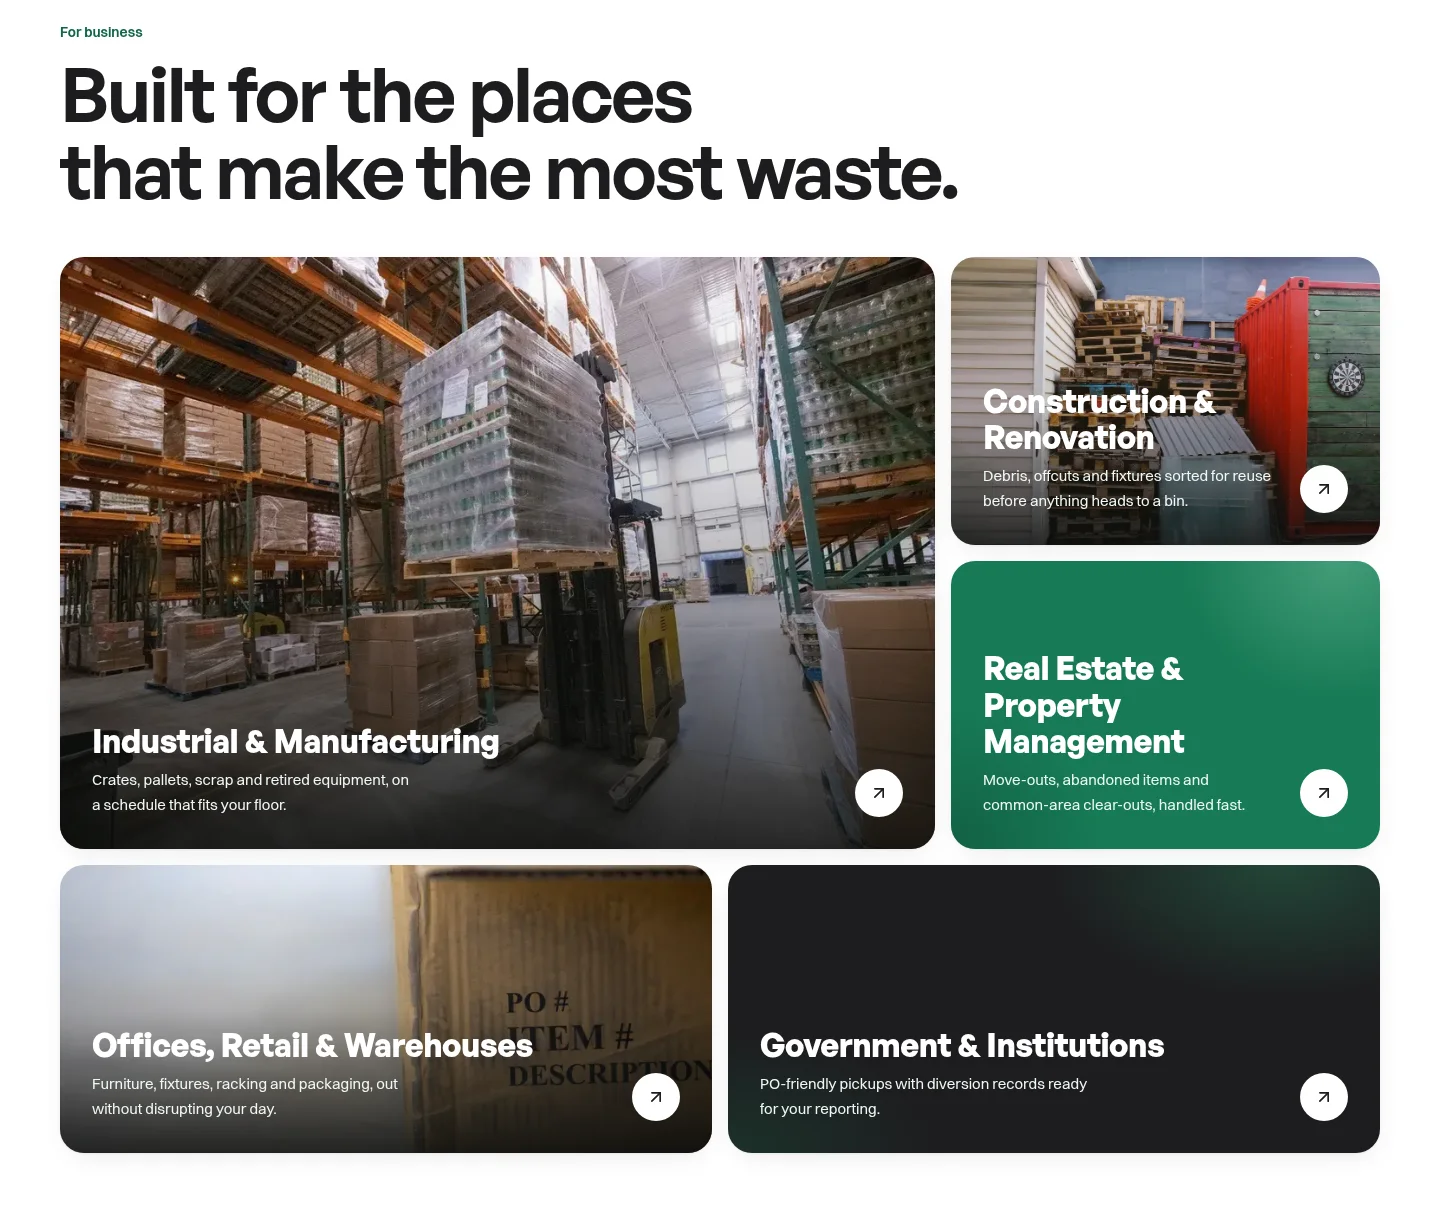 For business
Built for the places
that make the most waste.
Construction &
Renovation
Debris, offcuts and fixtures sorted for reuse
before anything heads to a bin.
Industrial & Manufacturing
Crates, pallets, scrap and retired equipment, on
a schedule that fits your floor.
Real Estate &
Property
Management
Move-outs, abandoned items and
common-area clear-outs, handled fast.
PO #
ITEM #
DESCRIPTION
Offices, Retail & Warehouses
Furniture, fixtures, racking and packaging, out
without disrupting your day.
Government & Institutions
PO-friendly pickups with diversion records ready
for your reporting.